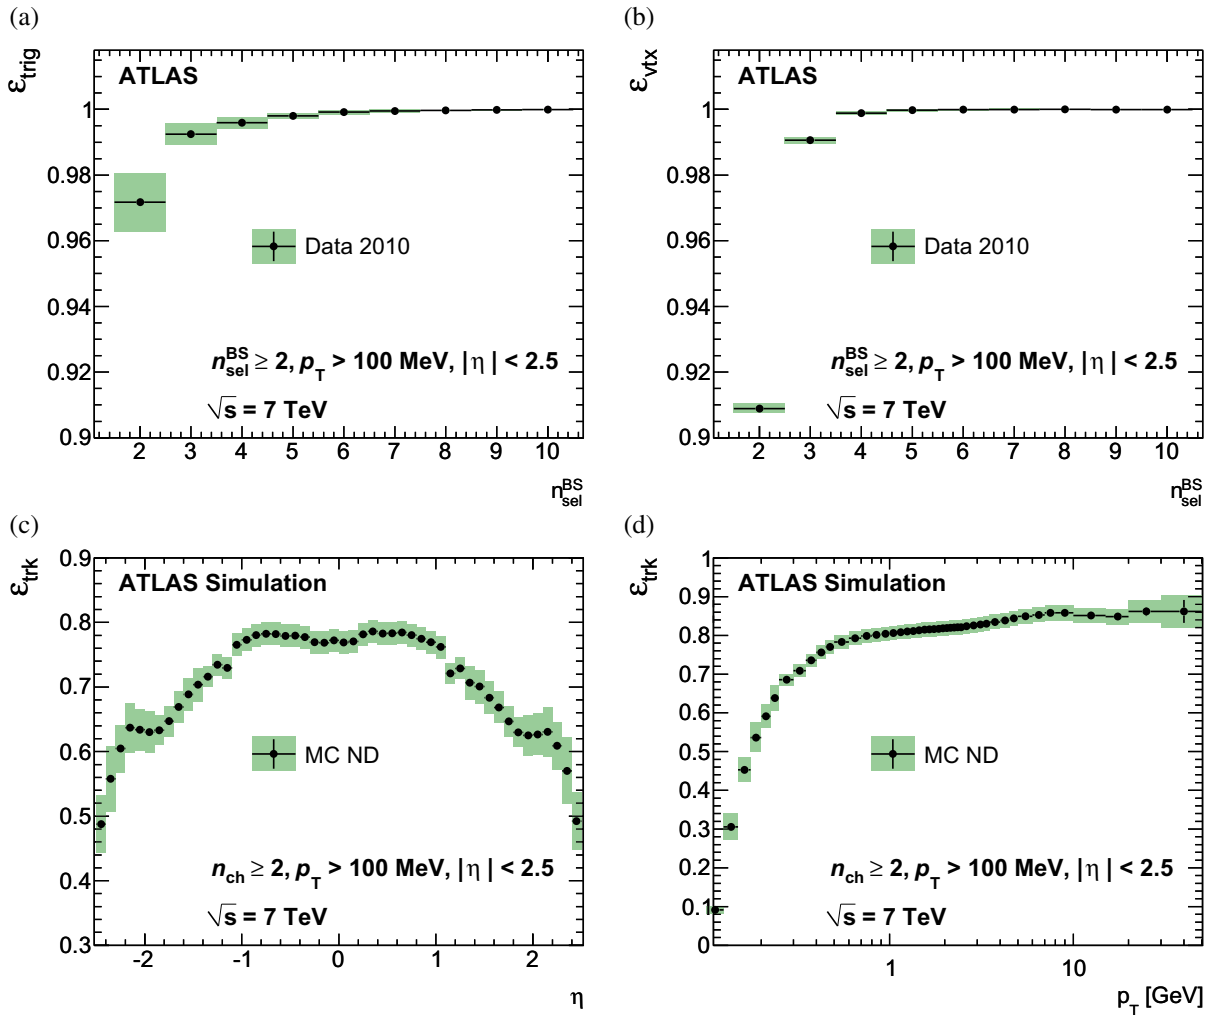 (a)
ε_trig
ATLAS
1
0.98
0.96
0.94
0.92
0.9
Data 2010
n_sel^BS ≥ 2, p_T > 100 MeV, |η| < 2.5
√s = 7 TeV
2 3 4 5 6 7 8 9 10
n_sel^BS
(b)
ε_vtx
ATLAS
1
0.98
0.96
0.94
0.92
0.9
Data 2010
n_sel^BS ≥ 2, p_T > 100 MeV, |η| < 2.5
√s = 7 TeV
2 3 4 5 6 7 8 9 10
n_sel^BS
(c)
ε_trk
ATLAS Simulation
0.9
0.8
0.7
0.6
0.5
0.4
0.3
MC ND
n_ch ≥ 2, p_T > 100 MeV, |η| < 2.5
√s = 7 TeV
-2 -1 0 1 2
η
(d)
ε_trk
ATLAS Simulation
1
0.9
0.8
0.7
0.6
0.5
0.4
0.3
0.2
0.1
0
MC ND
n_ch ≥ 2, p_T > 100 MeV, |η| < 2.5
√s = 7 TeV
1 10
p_T [GeV]